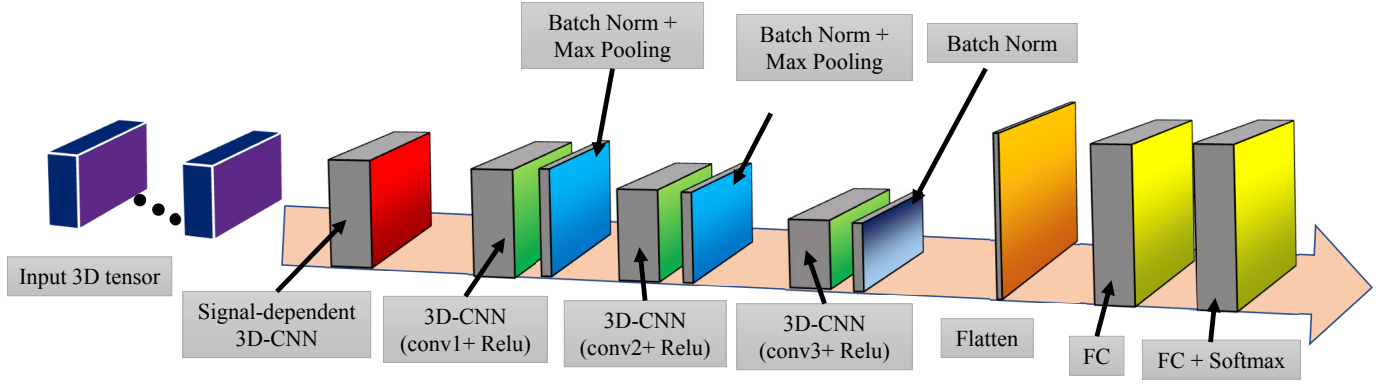 Batch Norm +
Max Pooling
Batch Norm +
Max Pooling
Batch Norm
Input 3D tensor
Signal-dependent
3D-CNN
3D-CNN
(conv1+ Relu)
3D-CNN
(conv2+ Relu)
3D-CNN
(conv3+ Relu)
Flatten
FC
FC + Softmax